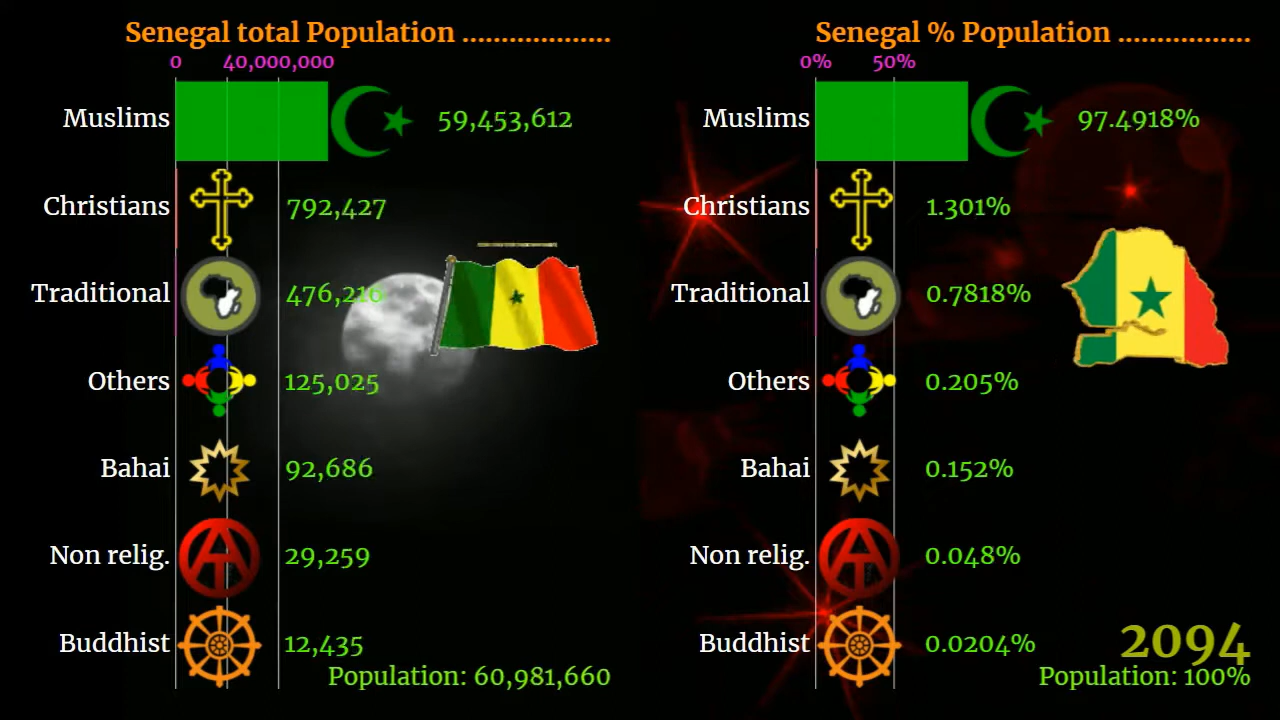 Senegal total Population ...................
0 40,000,000
Muslims 59,453,612
Christians 792,427
Traditional 476,216
Others 125,025
Bahai 92,686
Non relig. 29,259
Buddhist 12,435
Population: 60,981,660
Senegal % Population .................
0% 50%
Muslims 97.4918%
Christians 1.301%
Traditional 0.7818%
Others 0.205%
Bahai 0.152%
Non relig. 0.048%
Buddhist 0.0204%
2094
Population: 100%